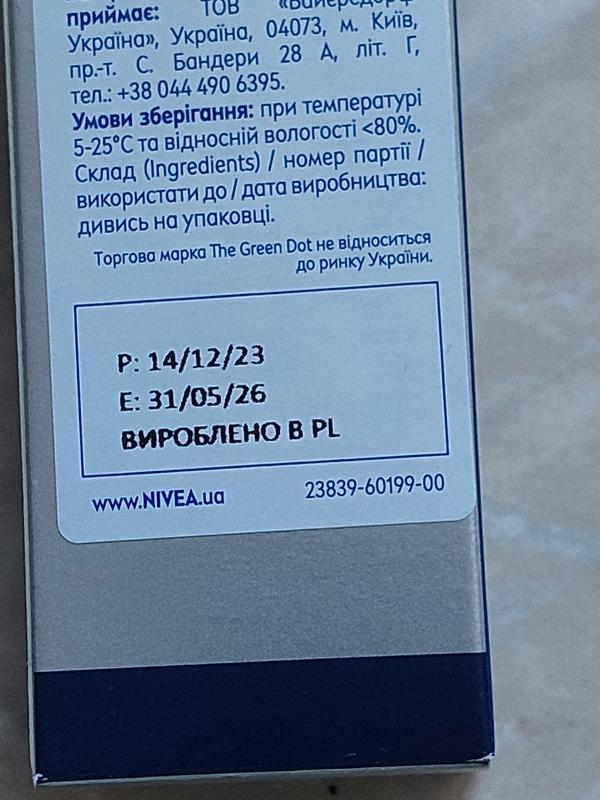 приймає: ТОВ «Байєрсдорф
Україна», Україна, 04073, м. Київ,
пр.-т. С. Бандери 28 А, літ. Г,
тел.: +38 044 490 6395.
Умови зберігання: при температурі
5-25°С та відносній вологості <80%.
Склад (Ingredients) / номер партії /
використати до / дата виробництва:
дивись на упаковці.
Торгова марка The Green Dot не відноситься
до ринку України.
P: 14/12/23
E: 31/05/26
ВИРОБЛЕНО В PL
www.NIVEA.ua 23839-60199-00